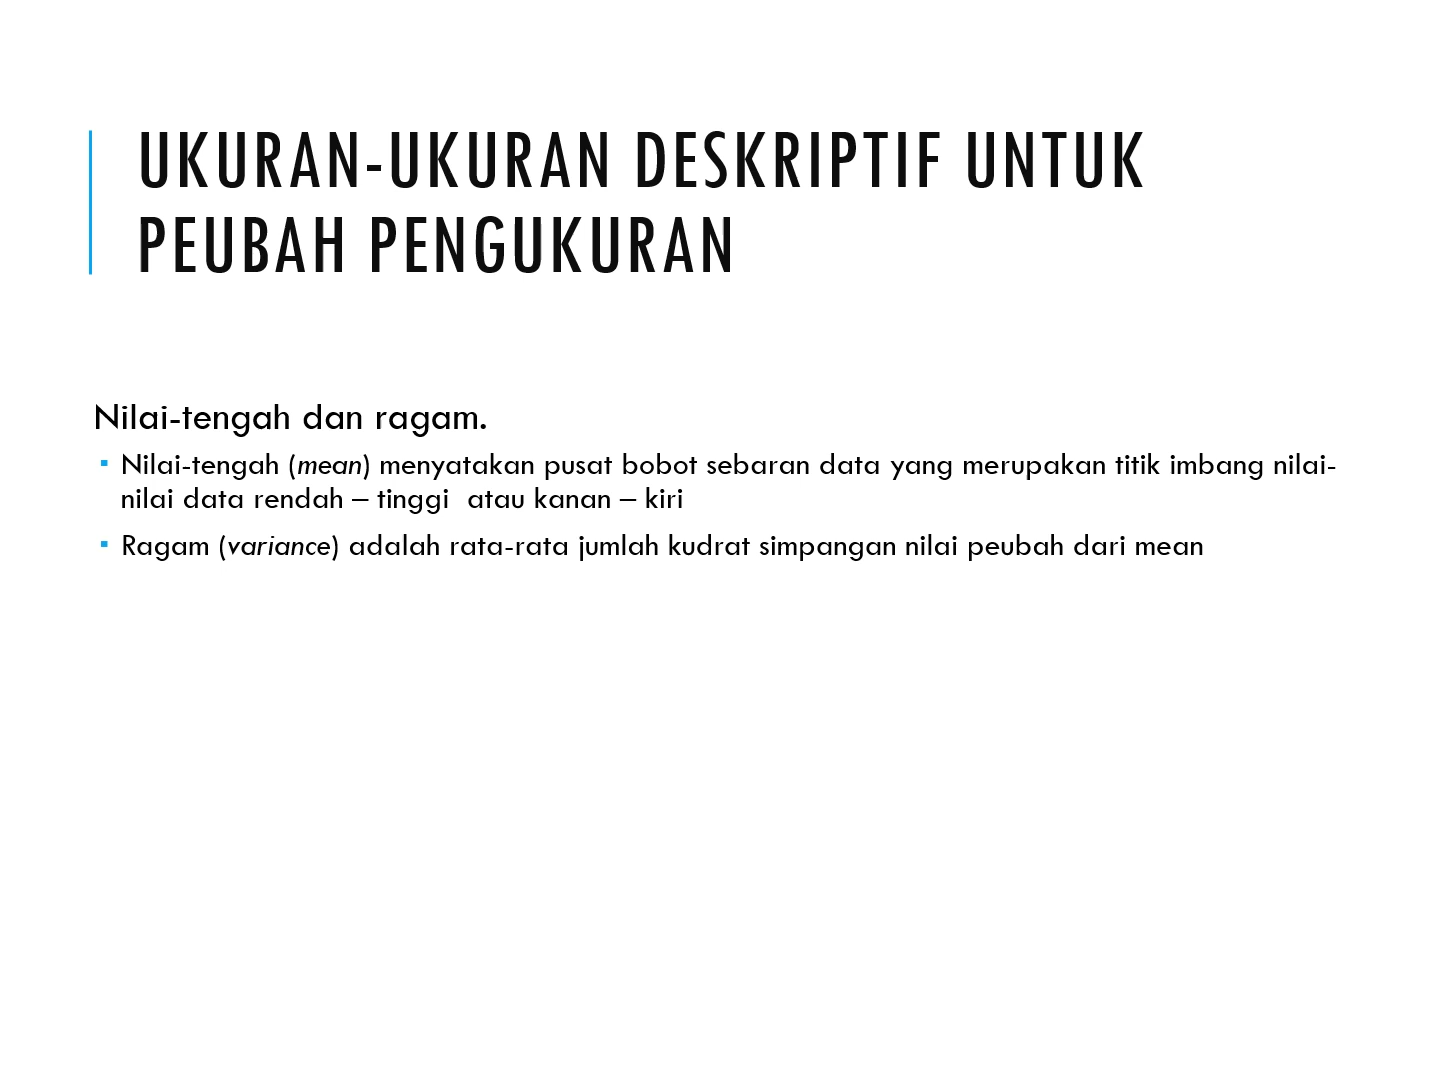 UKURAN-UKURAN DESKRIPTIF UNTUK
PEUBAH PENGUKURAN
Nilai-tengah dan ragam.
▪ Nilai-tengah (mean) menyatakan pusat bobot sebaran data yang merupakan titik imbang nilai-
nilai data rendah – tinggi  atau kanan – kiri
▪ Ragam (variance) adalah rata-rata jumlah kudrat simpangan nilai peubah dari mean